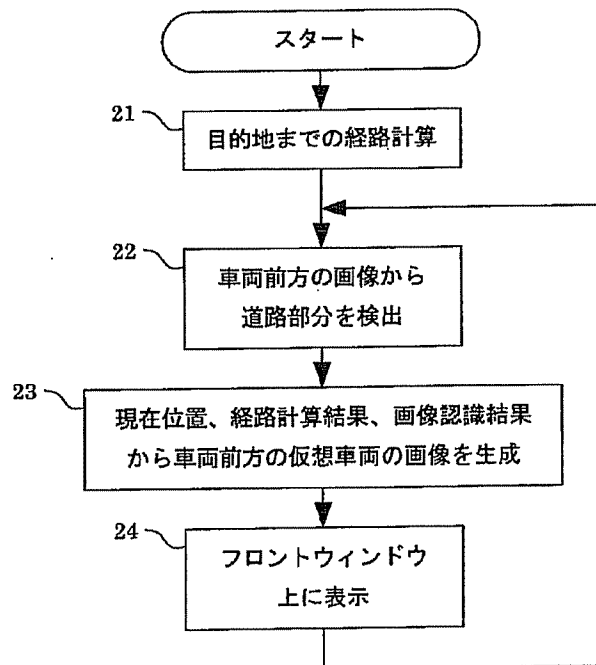 スタート
21
目的地までの経路計算
22
車両前方の画像から
道路部分を検出
23
現在位置、経路計算結果、画像認識結果
から車両前方の仮想車両の画像を生成
24
フロントウィンドウ
上に表示